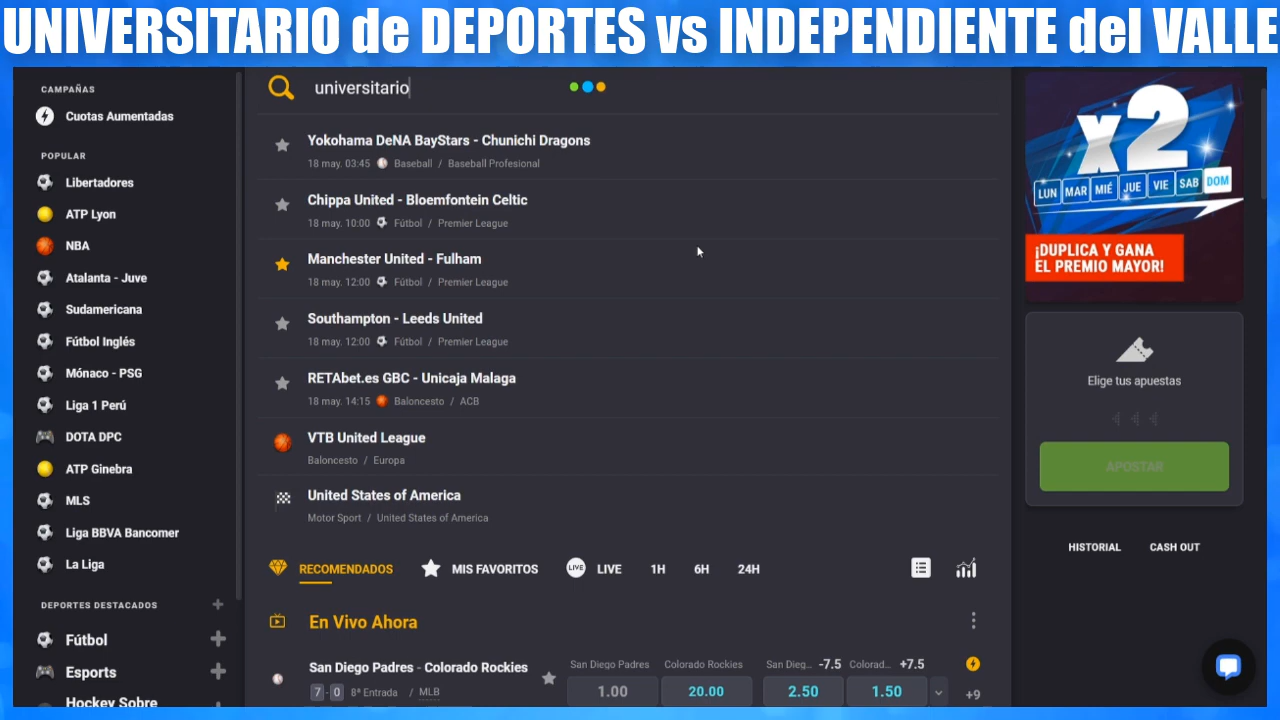 UNIVERSITARIO de DEPORTES vs INDEPENDIENTE del VALLE
CAMPAÑAS
Cuotas Aumentadas
POPULAR
Libertadores
ATP Lyon
NBA
Atalanta - Juve
Sudamericana
Fútbol Inglés
Mónaco - PSG
Liga 1 Perú
DOTA DPC
ATP Ginebra
MLS
Liga BBVA Bancomer
La Liga
DEPORTES DESTACADOS
Fútbol
Esports
Hockey Sobre
universitario
Yokohama DeNA BayStars - Chunichi Dragons
18 may. 03:45 Baseball / Baseball Profesional
Chippa United - Bloemfontein Celtic
18 may. 10:00 Fútbol / Premier League
Manchester United - Fulham
18 may. 12:00 Fútbol / Premier League
Southampton - Leeds United
18 may. 12:00 Fútbol / Premier League
RETAbet.es GBC - Unicaja Malaga
18 may. 14:15 Baloncesto / ACB
VTB United League
Baloncesto / Europa
United States of America
Motor Sport / United States of America
RECOMENDADOS MIS FAVORITOS LIVE LIVE 1H 6H 24H
En Vivo Ahora
San Diego Padres - Colorado Rockies
7 - 0 8ª Entrada / MLB
San Diego Padres Colorado Rockies San Dieg... -7.5 Colorad... +7.5
1.00 20.00 2.50 1.50 +9
x2
LUN MAR MIÉ JUE VIE SAB DOM
¡DUPLICA Y GANA
EL PREMIO MAYOR!
Elige tus apuestas
APOSTAR
HISTORIAL CASH OUT